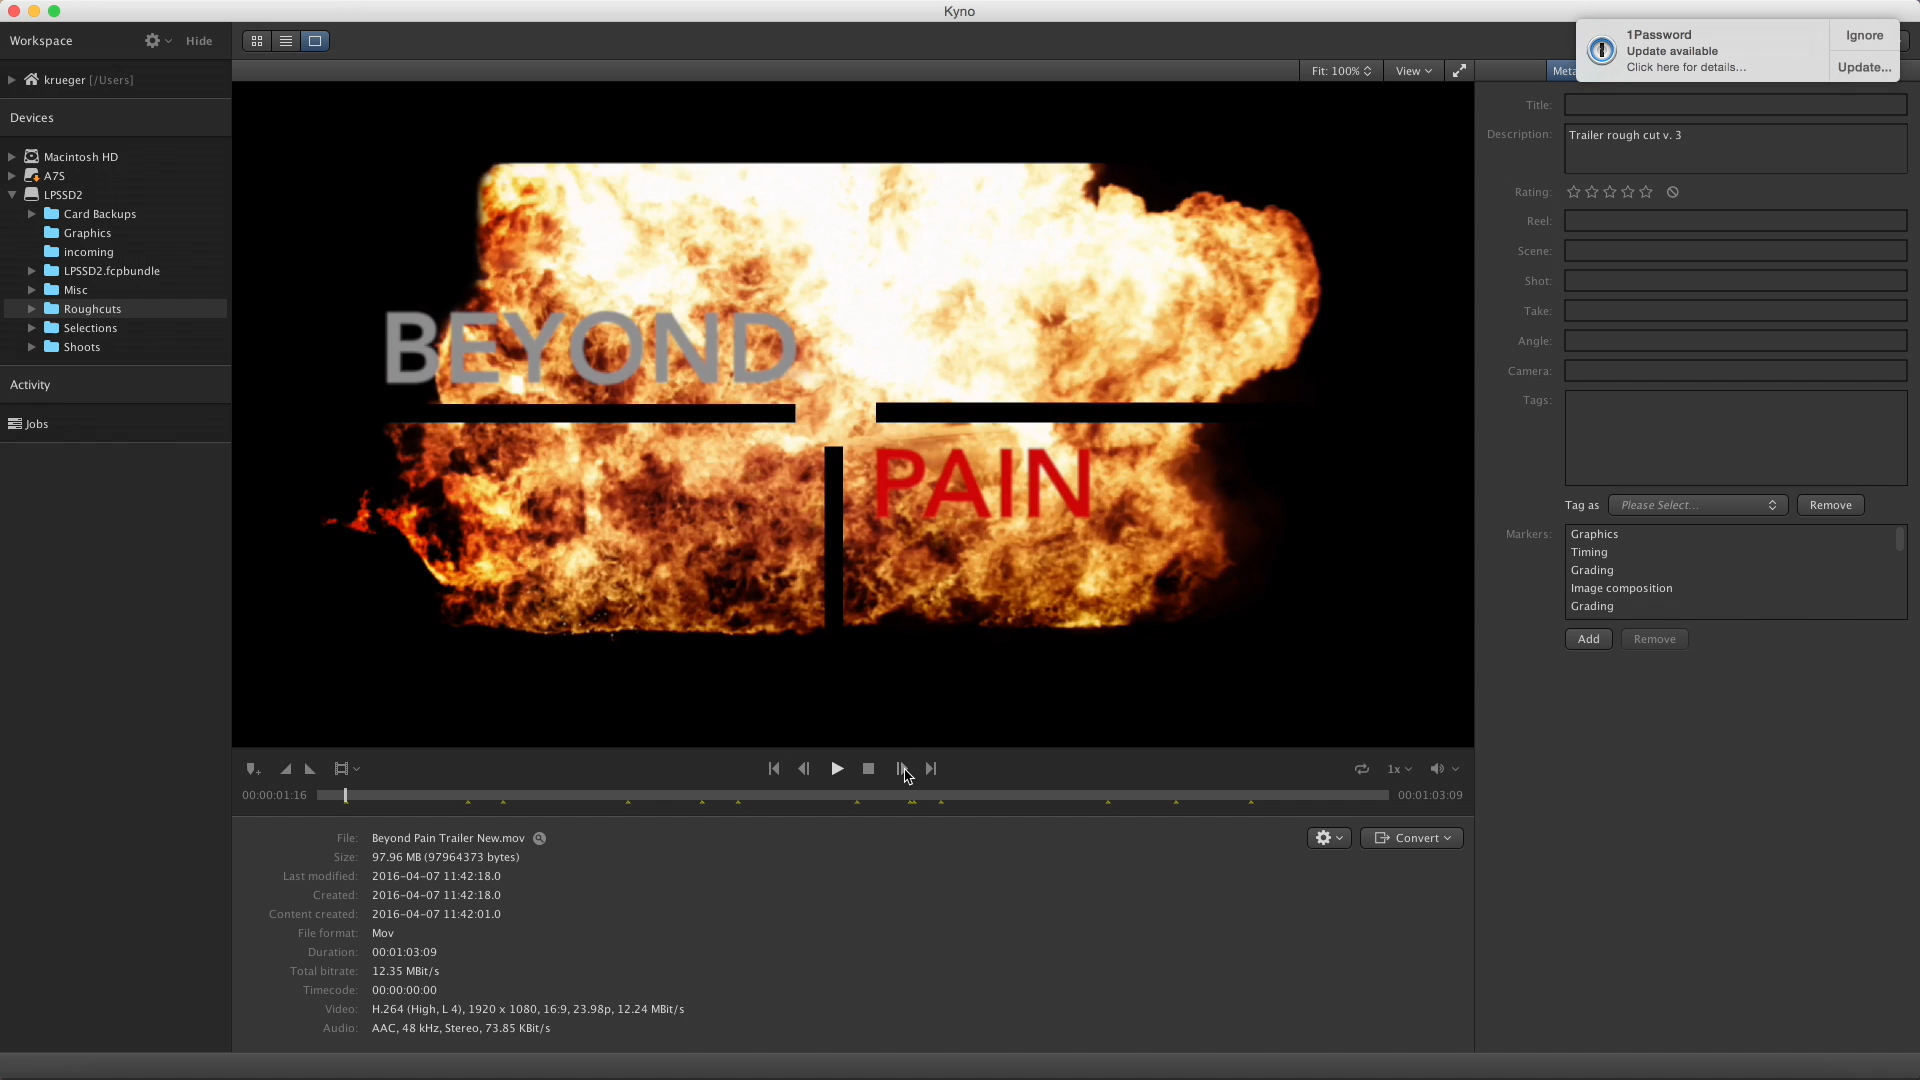 Kyno
Workspace
Hide
krueger [/Users]
Devices
Macintosh HD
A7S
LPSSD2
Card Backups
Graphics
incoming
LPSSD2.fcpbundle
Misc
Roughcuts
Selections
Shoots
Activity
Jobs
Fit: 100%
View
BEYOND
PAIN
00:00:01:16
1x
00:01:03:09
File: Beyond Pain Trailer New.mov
Size: 97.96 MB (97964373 bytes)
Last modified: 2016-04-07 11:42:18.0
Created: 2016-04-07 11:42:18.0
Content created: 2016-04-07 11:42:01.0
File format: Mov
Duration: 00:01:03:09
Total bitrate: 12.35 MBit/s
Timecode: 00:00:00:00
Video: H.264 (High, L 4), 1920 x 1080, 16:9, 23.98p, 12.24 MBit/s
Audio: AAC, 48 kHz, Stereo, 73.85 KBit/s
Convert
1Password
Update available
Click here for details...
Ignore
Update...
Meta
Title:
Description: Trailer rough cut v. 3
Rating:
Reel:
Scene:
Shot:
Take:
Angle:
Camera:
Tags:
Tag as Please Select... Remove
Markers: Graphics
Timing
Grading
Image composition
Grading
Add Remove